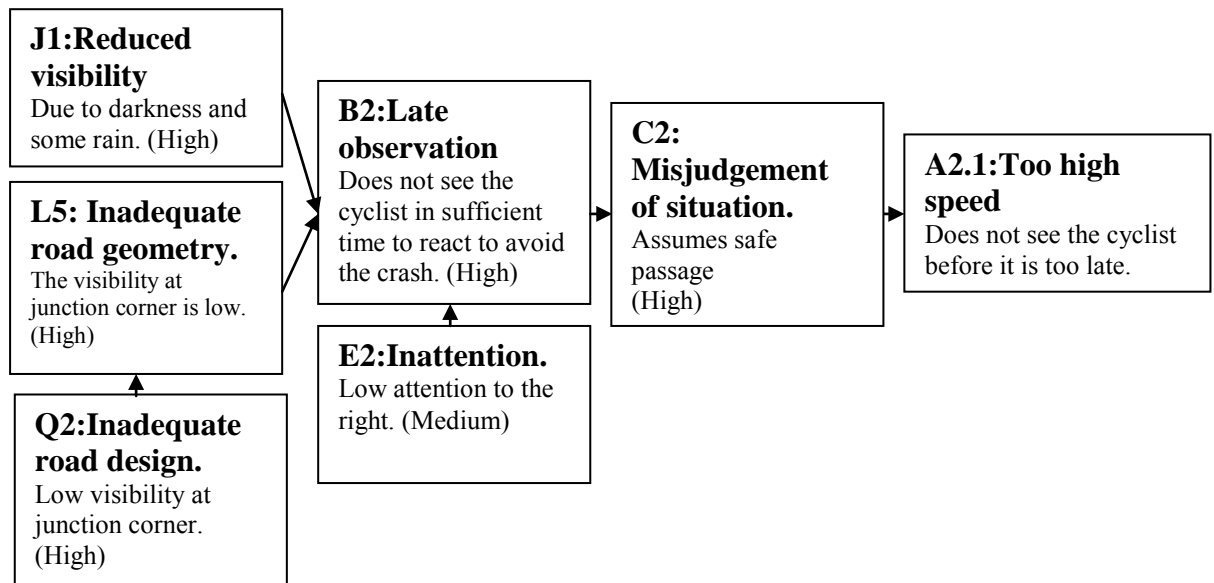 J1:Reduced
visibility
Due to darkness and
some rain. (High)
L5: Inadequate
road geometry.
The visibility at
junction corner is low.
(High)
Q2:Inadequate
road design.
Low visibility at
junction corner.
(High)
B2:Late
observation
Does not see the
cyclist in sufficient
time to react to avoid
the crash. (High)
E2:Inattention.
Low attention to the
right. (Medium)
C2:
Misjudgement
of situation.
Assumes safe
passage
(High)
A2.1:Too high
speed
Does not see the cyclist
before it is too late.